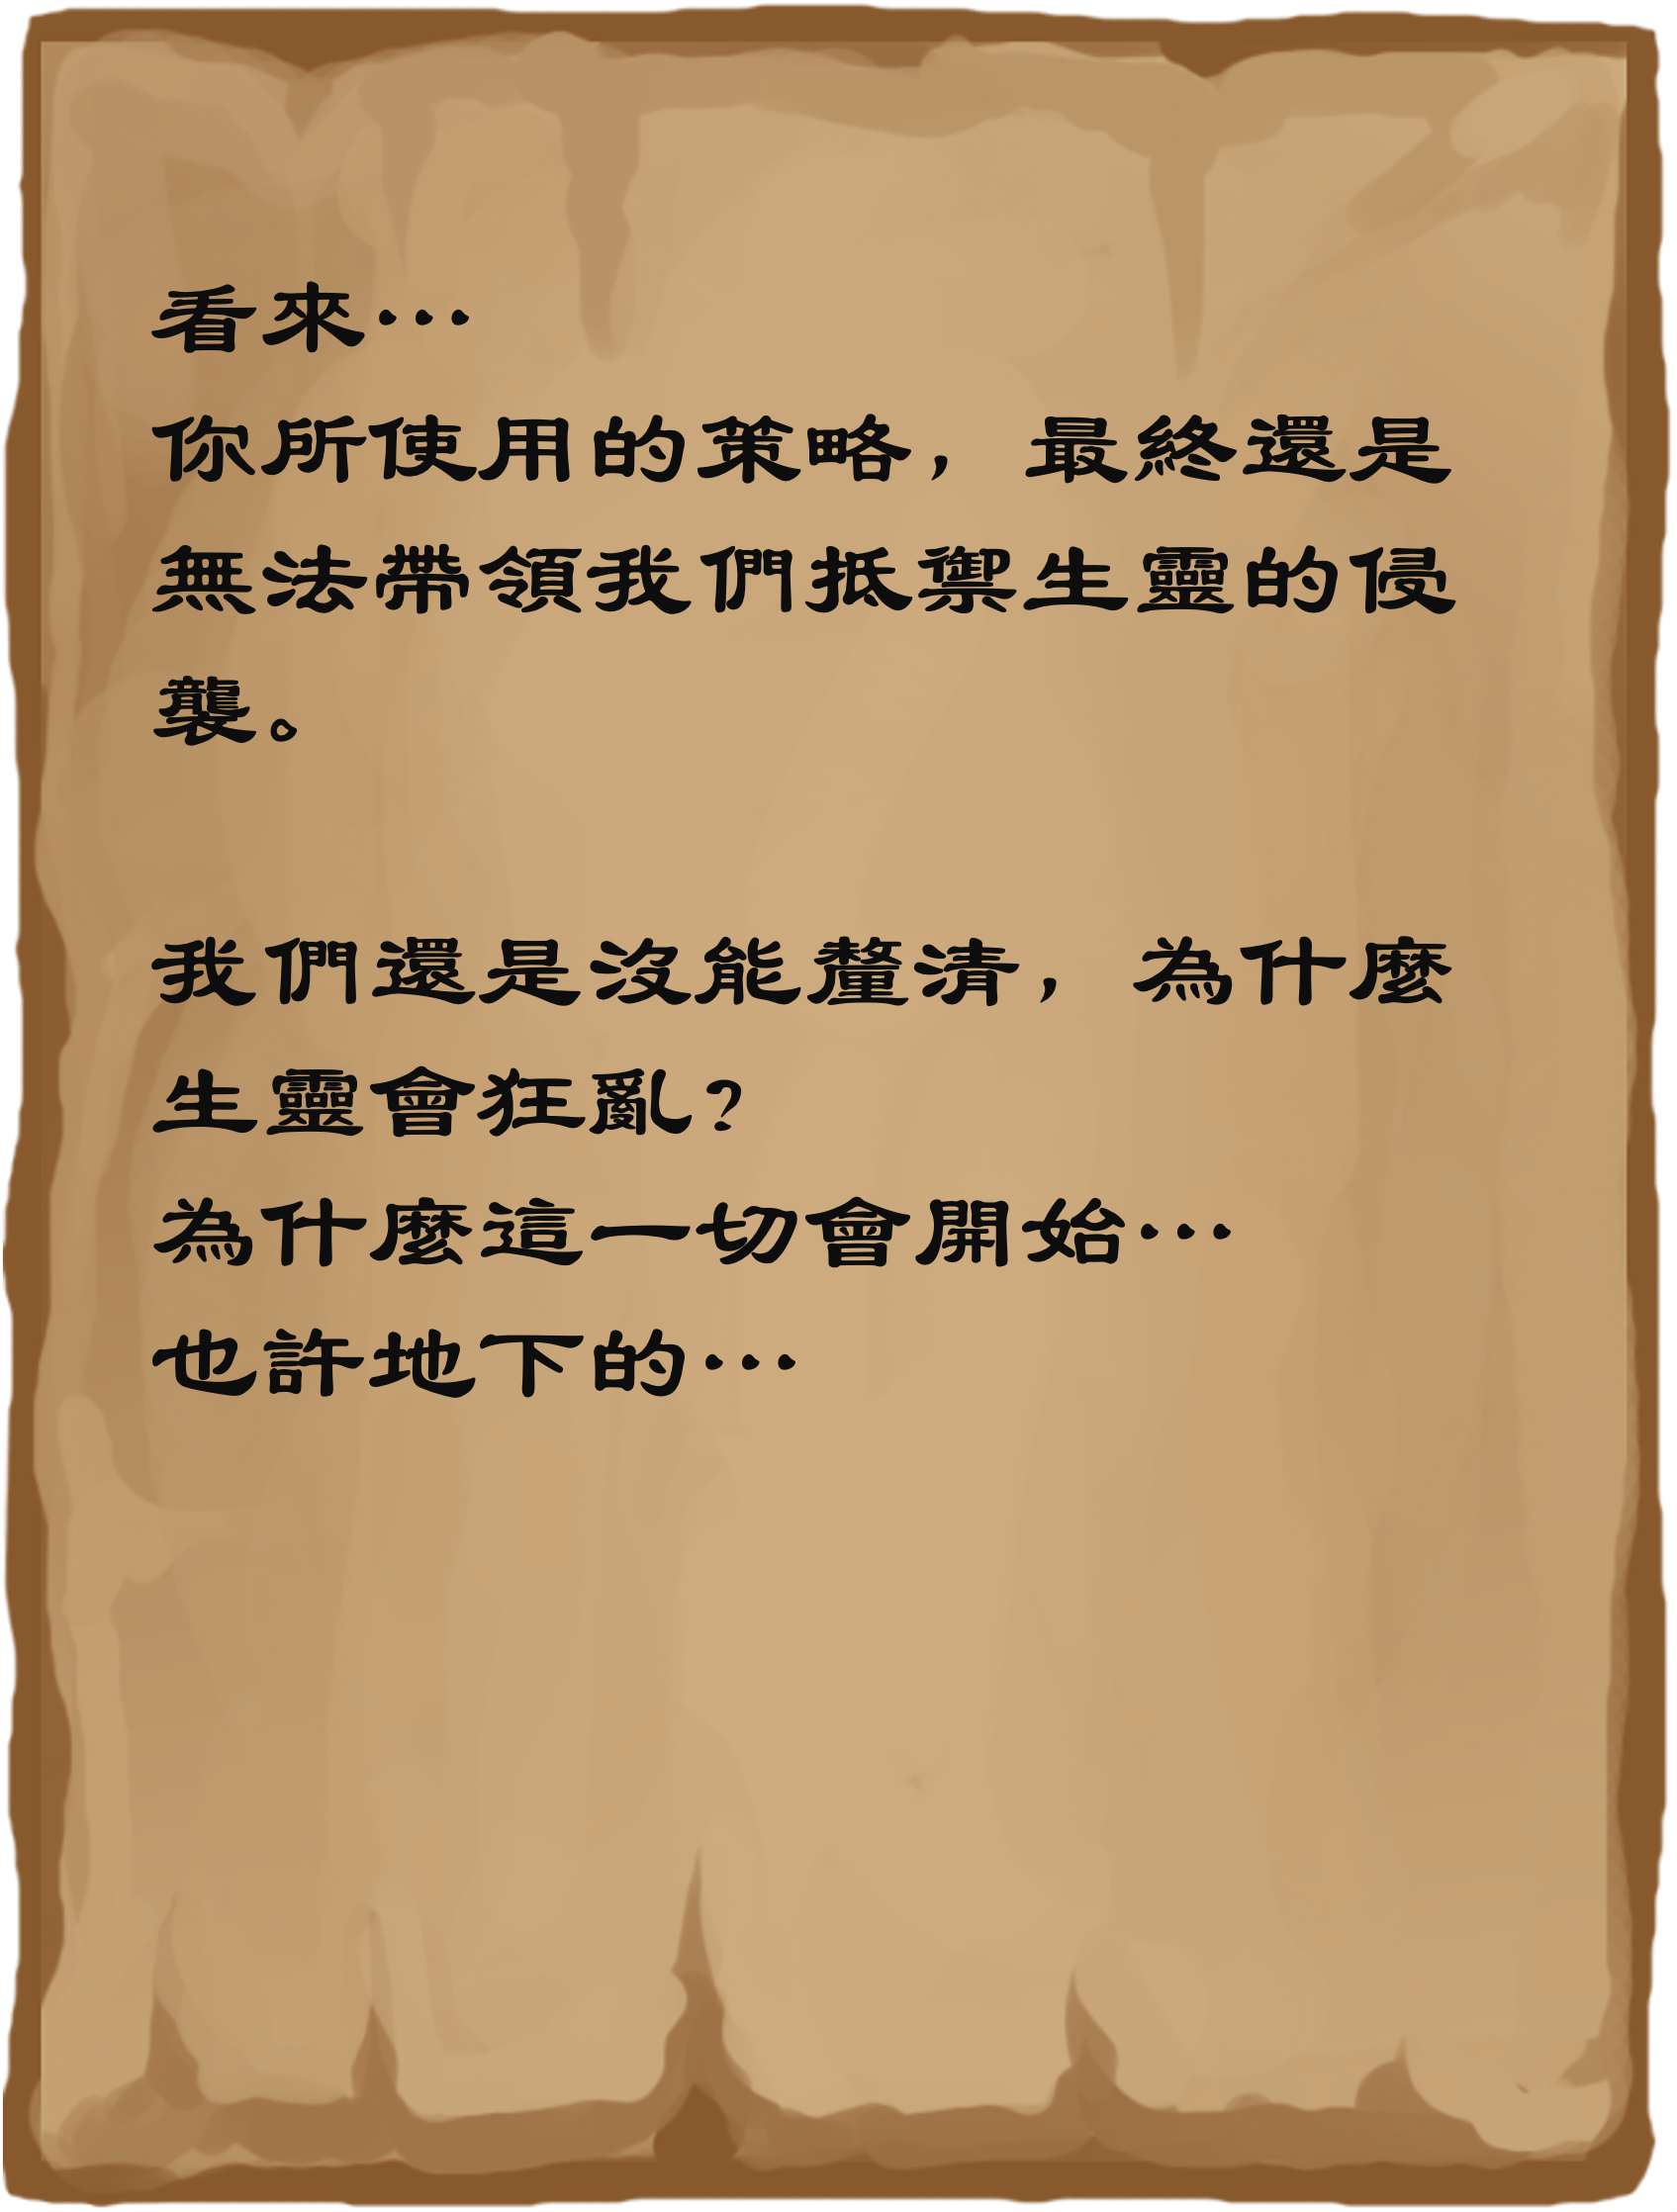 看來…
你所使用的策略，最終還是
無法帶領我們抵禦生靈的侵
襲。
我們還是沒能釐清，為什麼
生靈會狂亂？
為什麼這一切會開始…
也許地下的…